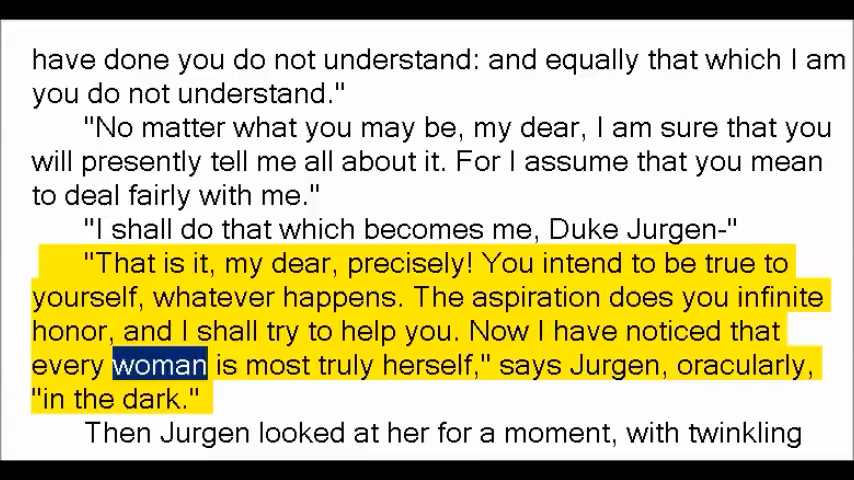 have done you do not understand: and equally that which I am
you do not understand."
"No matter what you may be, my dear, I am sure that you
will presently tell me all about it. For I assume that you mean
to deal fairly with me."
"I shall do that which becomes me, Duke Jurgen-"
"That is it, my dear, precisely! You intend to be true to
yourself, whatever happens. The aspiration does you infinite
honor, and I shall try to help you. Now I have noticed that
every woman is most truly herself," says Jurgen, oracularly,
"in the dark."
Then Jurgen looked at her for a moment, with twinkling